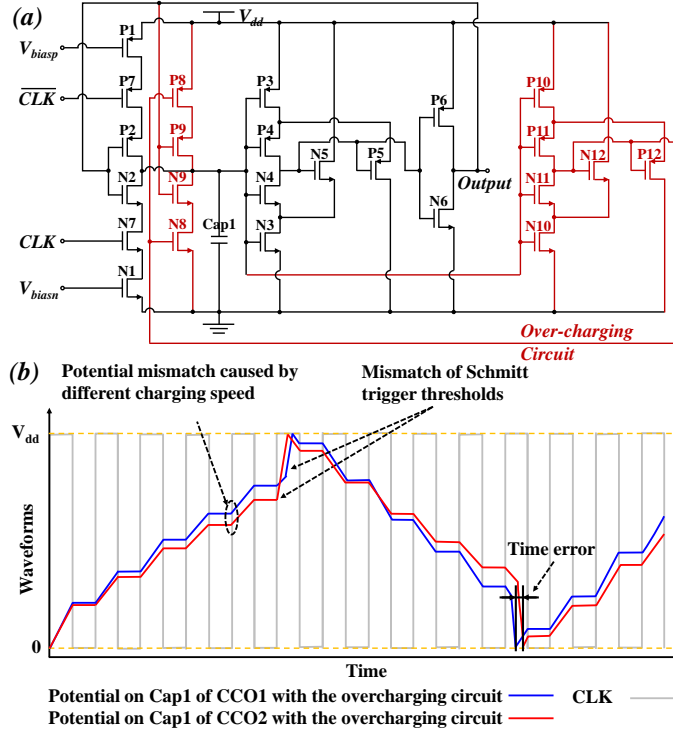 (a)
V_dd
P1
V_biasp
P8
P3
P10
P7
CLK
P6
P2
P9
P4
P11
N5
P5
N12
P12
N2
N9
N4
Output
N11
N6
Cap1
N7
N8
N3
N10
CLK
N1
V_biasn
Over-charging
Circuit
(b)
Potential mismatch caused by
different charging speed
Mismatch of Schmitt
trigger thresholds
V_dd
Waveforms
Time error
0
Time
Potential on Cap1 of CCO1 with the overcharging circuit
CLK
Potential on Cap1 of CCO2 with the overcharging circuit